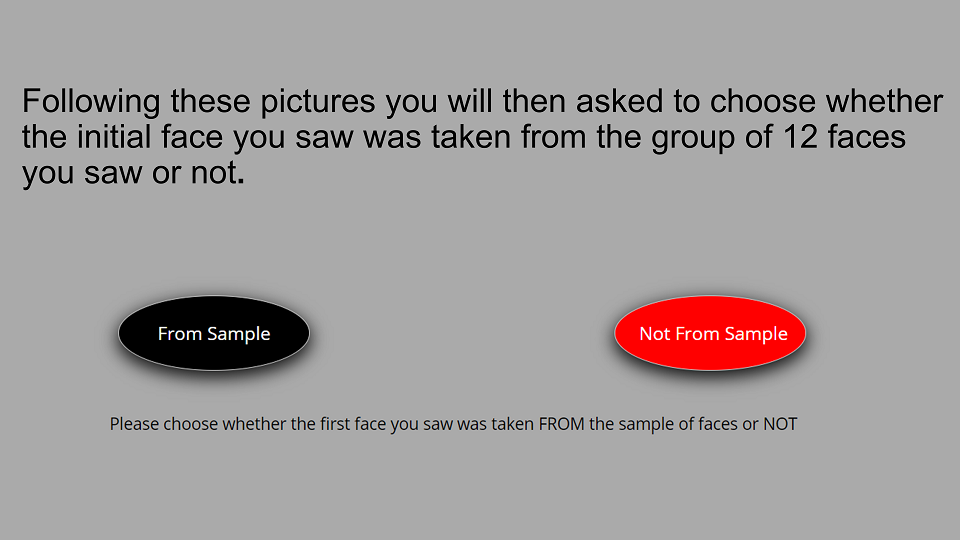 Following these pictures you will then asked to choose whether
the initial face you saw was taken from the group of 12 faces
you saw or not.
From Sample
Not From Sample
Please choose whether the first face you saw was taken FROM the sample of faces or NOT